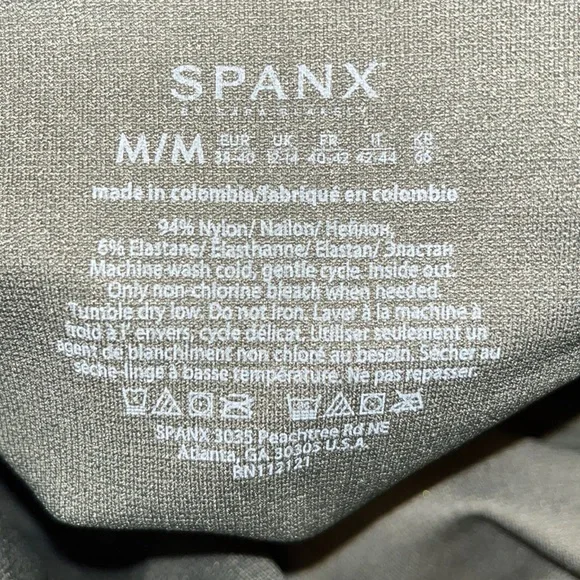 SPANX
M/M EUR 38-40 UK 12-14 FR 40-42 IT 42-44 KR 66
made in colombia/fabriqué en colombie
94% Nylon/ Nailon/ Нейлон,
6% Elastane/ Élasthanne/ Elastan/ Эластан
Machine wash cold, gentle cycle. Inside out.
Only non-chlorine bleach when needed.
Tumble dry low. Do not iron. Laver à la machine à
froid à l' envers, cycle délicat. Utiliser seulement un
agent de blanchiment non chloré au besoin. Sécher au
sèche-linge à basse température. Ne pas repasser.
SPANX 3035 Peachtree Rd NE
Atlanta, GA 30305 U.S.A.
RN112121